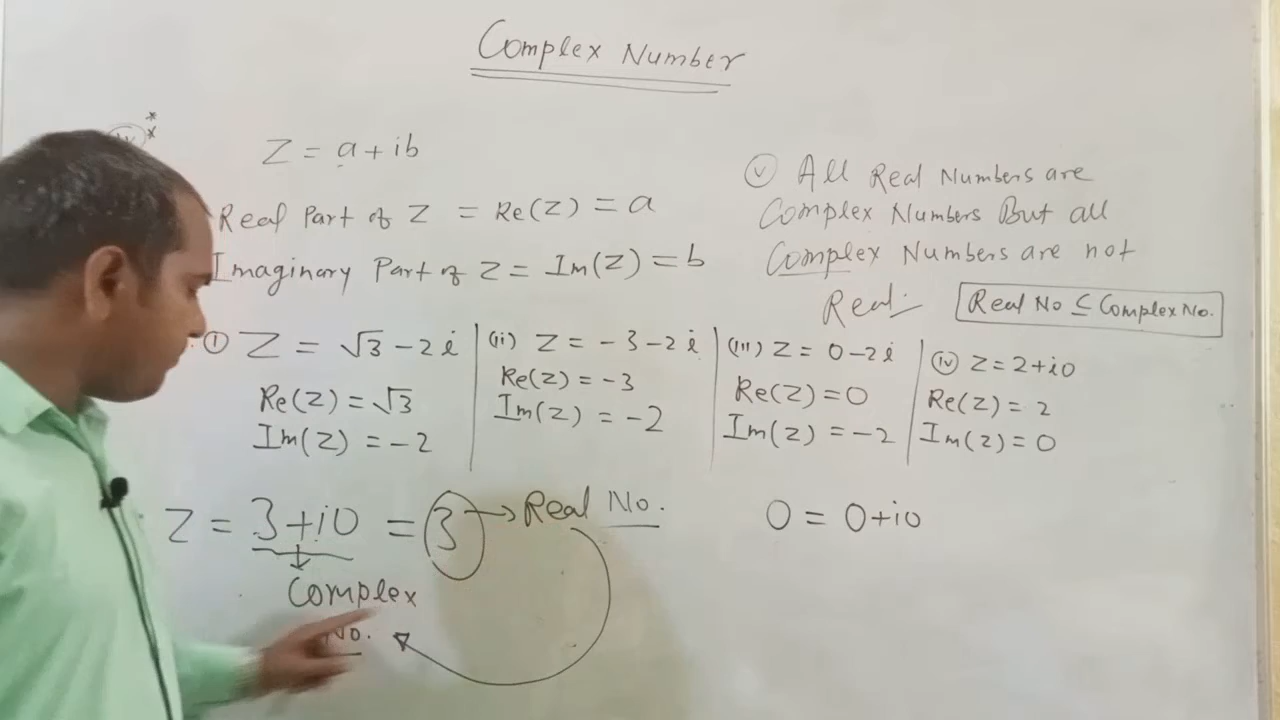 Complex Number
Z = a + ib
Real Part of Z = Re(Z) = a
Imaginary Part of Z = Im(Z) = b
(v) All Real Numbers are
Complex Numbers But all
Complex Numbers are not
Real.
Real No ⊆ Complex No.
(i) Z = √3 - 2i
Re(Z) = √3
Im(Z) = -2
(ii) Z = -3 - 2i
Re(Z) = -3
Im(Z) = -2
(iii) Z = 0 - 2i
Re(Z) = 0
Im(Z) = -2
(iv) Z = 2 + i0
Re(Z) = 2
Im(Z) = 0
Z = 3 + i0 = 3 → Real No.
Complex
No.
0 = 0 + i0